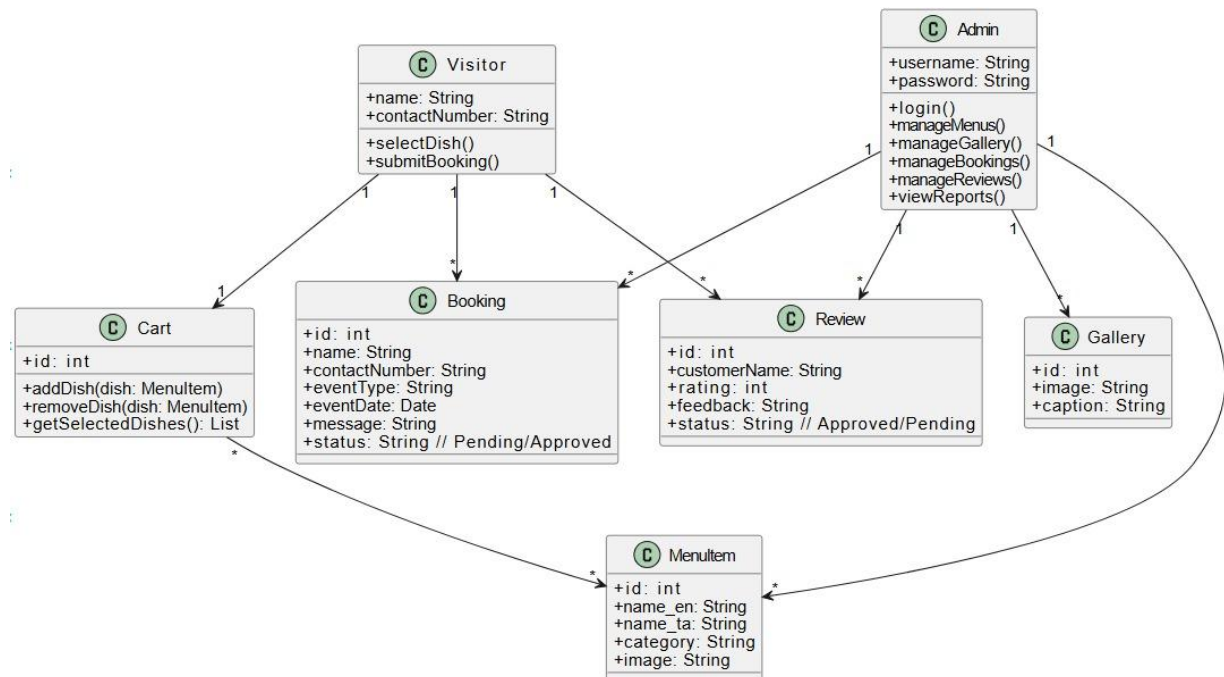 C Visitor
+name: String
+contactNumber: String
+selectDish()
+submitBooking()
C Admin
+username: String
+password: String
+login()
+manageMenus()
+manageGallery()
+manageBookings()
+manageReviews()
+viewReports()
1
1
1
1
1
1
1
1
*
*
*
*
*
C Cart
+id: int
+addDish(dish: MenuItem)
+removeDish(dish: MenuItem)
+getSelectedDishes(): List
C Booking
+id: int
+name: String
+contactNumber: String
+eventType: String
+eventDate: Date
+message: String
+status: String // Pending/Approved
C Review
+id: int
+customerName: String
+rating: int
+feedback: String
+status: String // Approved/Pending
C Gallery
+id: int
+image: String
+caption: String
*
*
*
C MenuItem
+id: int
+name_en: String
+name_ta: String
+category: String
+image: String